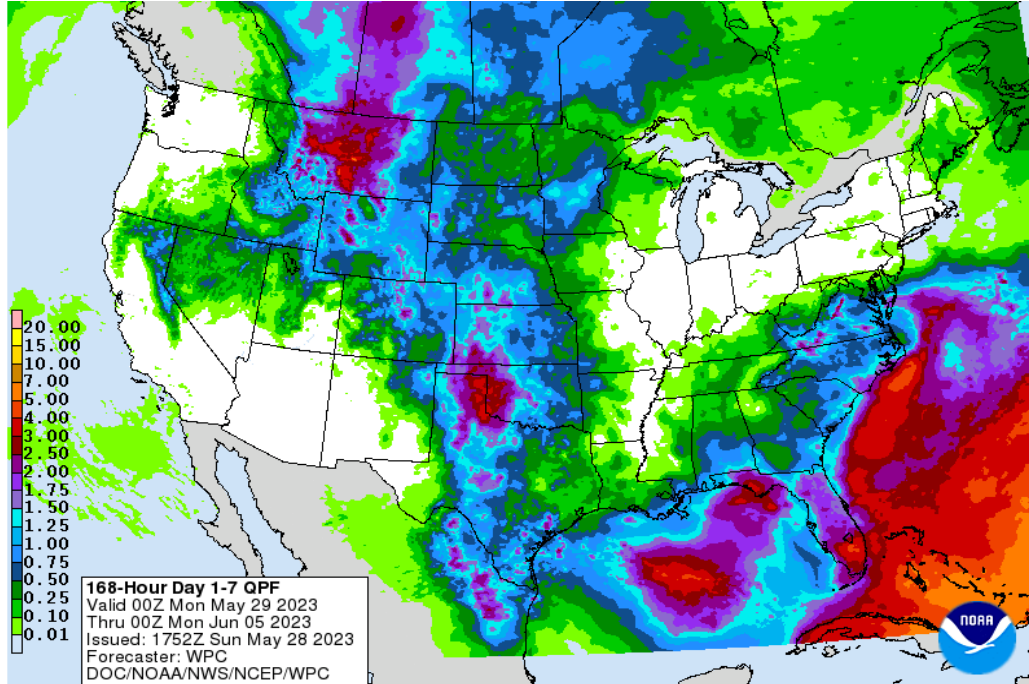 20.00
15.00
10.00
7.00
5.00
4.00
3.00
2.50
2.00
1.75
1.50
1.25
1.00
0.75
0.50
0.25
0.10
0.01
168-Hour Day 1-7 QPF
Valid 00Z Mon May 29 2023
Thru 00Z Mon Jun 05 2023
Issued: 1752Z Sun May 28 2023
Forecaster: WPC
DOC/NOAA/NWS/NCEP/WPC
NOAA